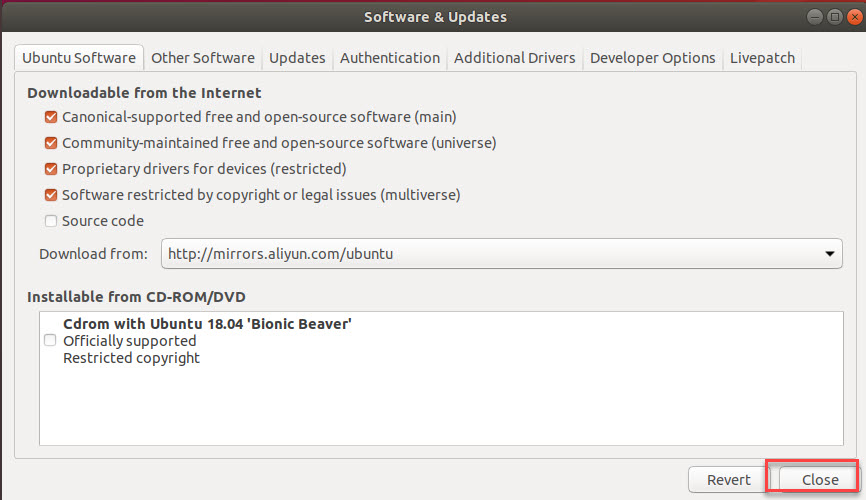 Software & Updates
Ubuntu Software Other Software Updates Authentication Additional Drivers Developer Options Livepatch
Downloadable from the Internet
Canonical-supported free and open-source software (main)
Community-maintained free and open-source software (universe)
Proprietary drivers for devices (restricted)
Software restricted by copyright or legal issues (multiverse)
Source code
Download from: http://mirrors.aliyun.com/ubuntu
Installable from CD-ROM/DVD
Cdrom with Ubuntu 18.04 'Bionic Beaver'
Officially supported
Restricted copyright
Revert Close